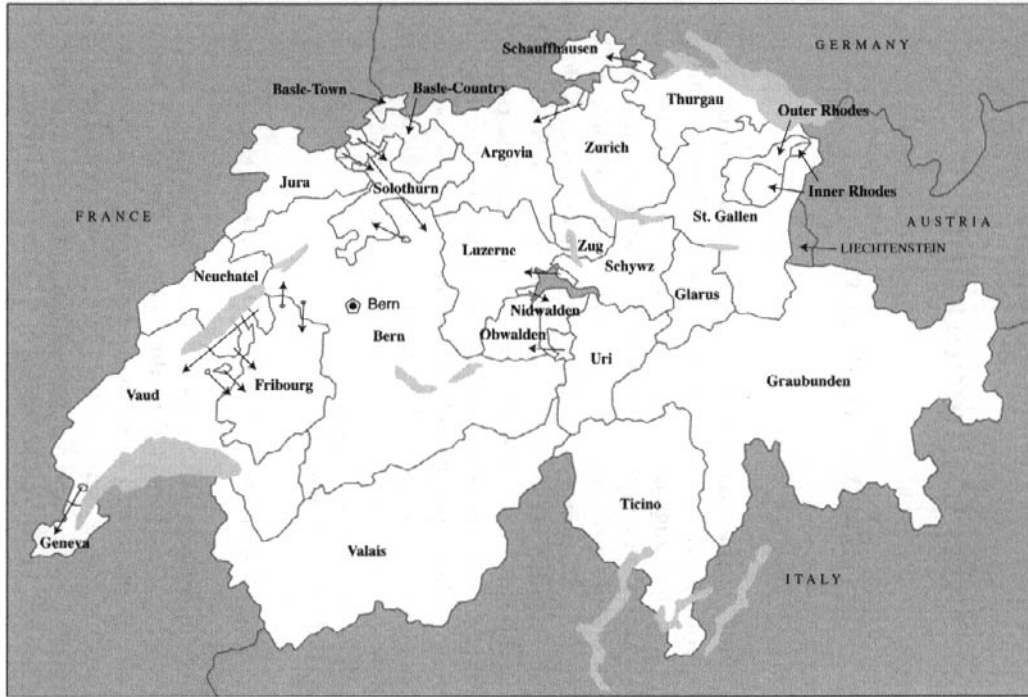 GERMANY
Schauffhausen
Basle-Town
Basle-Country
Thurgau
Outer Rhodes
Argovia
Zurich
Jura
Solothurn
Inner Rhodes
FRANCE
St. Gallen
AUSTRIA
Luzerne
Zug
LIECHTENSTEIN
Schywz
Neuchatel
Glarus
Bern
Nidwalden
Bern
Obwalden
Uri
Vaud
Fribourg
Graubunden
Ticino
Geneva
Valais
ITALY